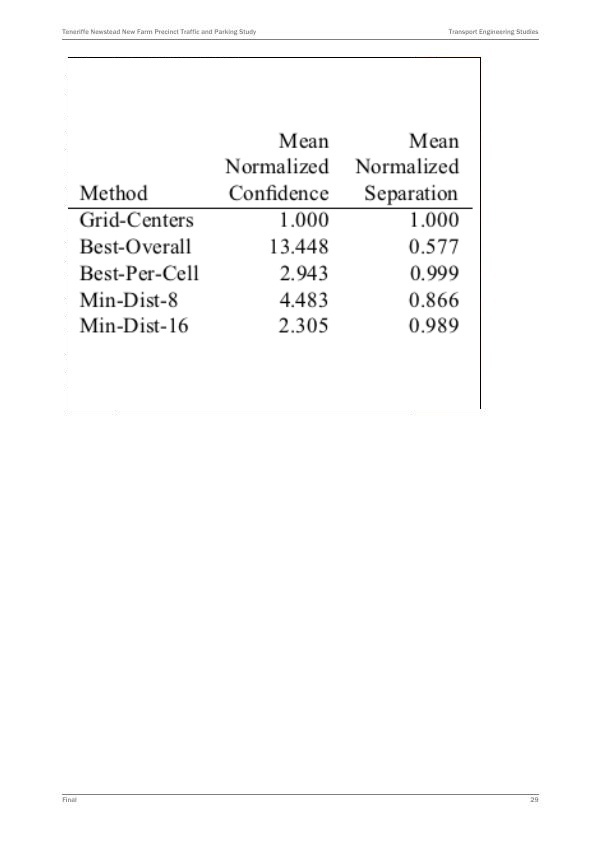 Teneriffe Newstead New Farm Precinct Traffic and Parking Study Transport Engineering Studies
Mean Mean
Normalized Normalized
Method Confidence Separation
Grid-Centers 1.000 1.000
Best-Overall 13.448 0.577
Best-Per-Cell 2.943 0.999
Min-Dist-8 4.483 0.866
Min-Dist-16 2.305 0.989
Final 29